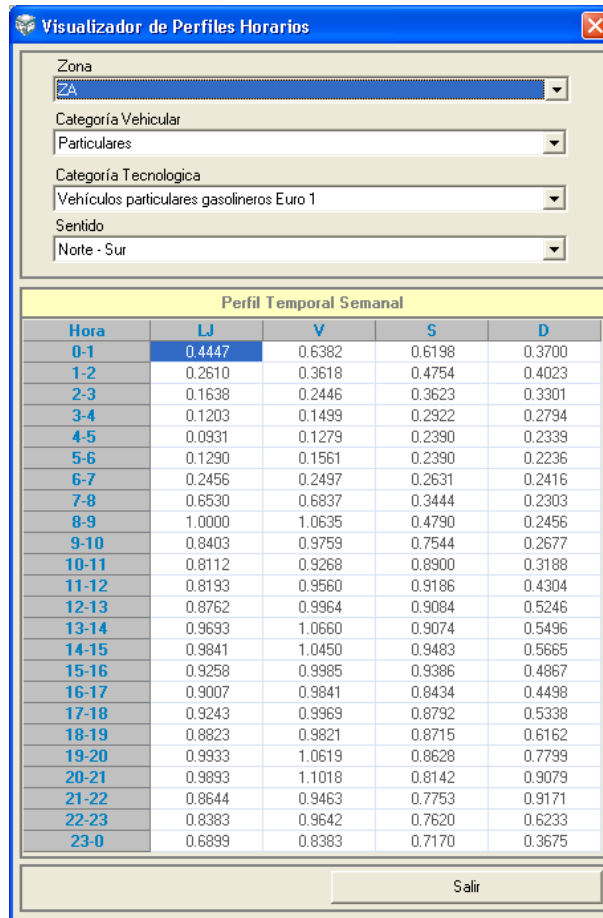 Visualizador de Perfiles Horarios
Zona
ZA
Categoría Vehicular
Particulares
Categoría Tecnologica
Vehículos particulares gasolineros Euro 1
Sentido
Norte - Sur
Perfil Temporal Semanal
Hora LJ V S D
0-1 0.4447 0.6382 0.6198 0.3700
1-2 0.2610 0.3618 0.4754 0.4023
2-3 0.1638 0.2446 0.3623 0.3301
3-4 0.1203 0.1499 0.2922 0.2794
4-5 0.0931 0.1279 0.2390 0.2339
5-6 0.1290 0.1561 0.2390 0.2236
6-7 0.2456 0.2497 0.2631 0.2416
7-8 0.6530 0.6837 0.3444 0.2303
8-9 1.0000 1.0635 0.4790 0.2456
9-10 0.8403 0.9759 0.7544 0.2677
10-11 0.8112 0.9268 0.8900 0.3188
11-12 0.8193 0.9560 0.9186 0.4304
12-13 0.8762 0.9964 0.9084 0.5246
13-14 0.9693 1.0660 0.9074 0.5496
14-15 0.9841 1.0450 0.9483 0.5665
15-16 0.9258 0.9985 0.9386 0.4867
16-17 0.9007 0.9841 0.8434 0.4498
17-18 0.9243 0.9969 0.8792 0.5338
18-19 0.8823 0.9821 0.8715 0.6162
19-20 0.9933 1.0619 0.8628 0.7799
20-21 0.9893 1.1018 0.8142 0.9079
21-22 0.8644 0.9463 0.7753 0.9171
22-23 0.8383 0.9642 0.7620 0.6233
23-0 0.6899 0.8383 0.7170 0.3675
Salir